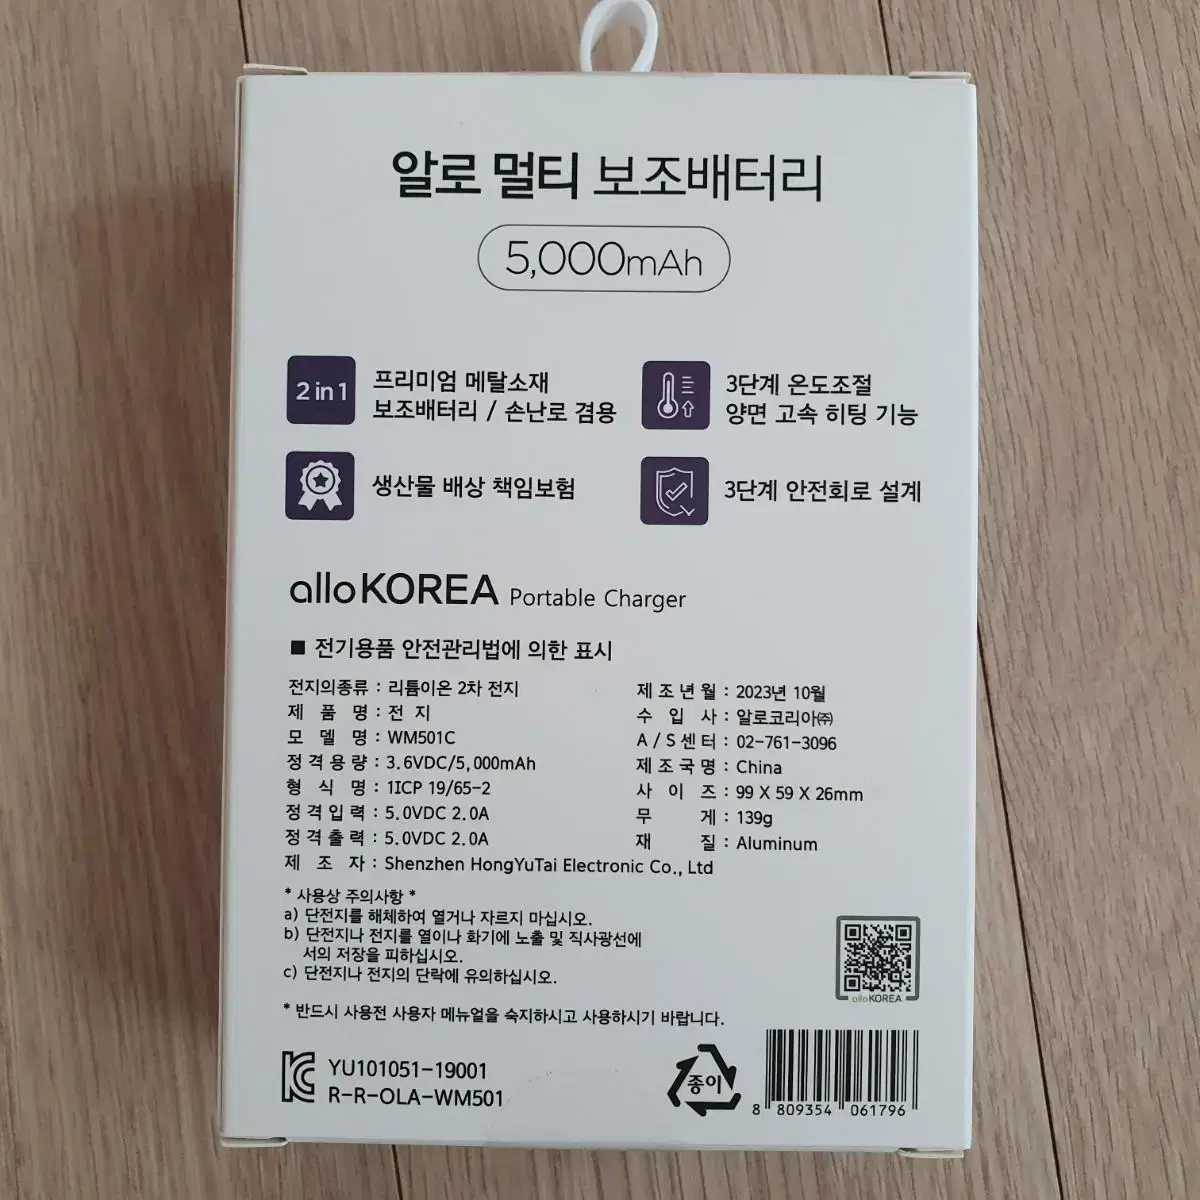 알로 멀티 보조배터리
5,000mAh
2 in 1
프리미엄 메탈소재
보조배터리 / 손난로 겸용
3단계 온도조절
양면 고속 히팅 기능
생산물 배상 책임보험
3단계 안전회로 설계
alloKOREA Portable Charger
■ 전기용품 안전관리법에 의한 표시
전지의종류 : 리튬이온 2차 전지
제 품 명 : 전 지
모 델 명 : WM501C
정격용량 : 3.6VDC/5,000mAh
형 식 명 : 1ICP 19/65-2
정격입력 : 5.0VDC 2.0A
정격출력 : 5.0VDC 2.0A
제 조 자 : Shenzhen HongYuTai Electronic Co., Ltd
제조년월 : 2023년 10월
수 입 사 : 알로코리아㈜
A/S센터 : 02-761-3096
제조국명 : China
사 이 즈 : 99 X 59 X 26mm
무 게 : 139g
재 질 : Aluminum
* 사용상 주의사항 *
a) 단전지를 해체하여 열거나 자르지 마십시오.
b) 단전지나 전지를 열이나 화기에 노출 및 직사광선에
서의 저장을 피하십시오.
c) 단전지나 전지의 단락에 유의하십시오.
* 반드시 사용전 사용자 메뉴얼을 숙지하시고 사용하시기 바랍니다.
alloKOREA
YU101051-19001
R-R-OLA-WM501
종이
8 809354 061796